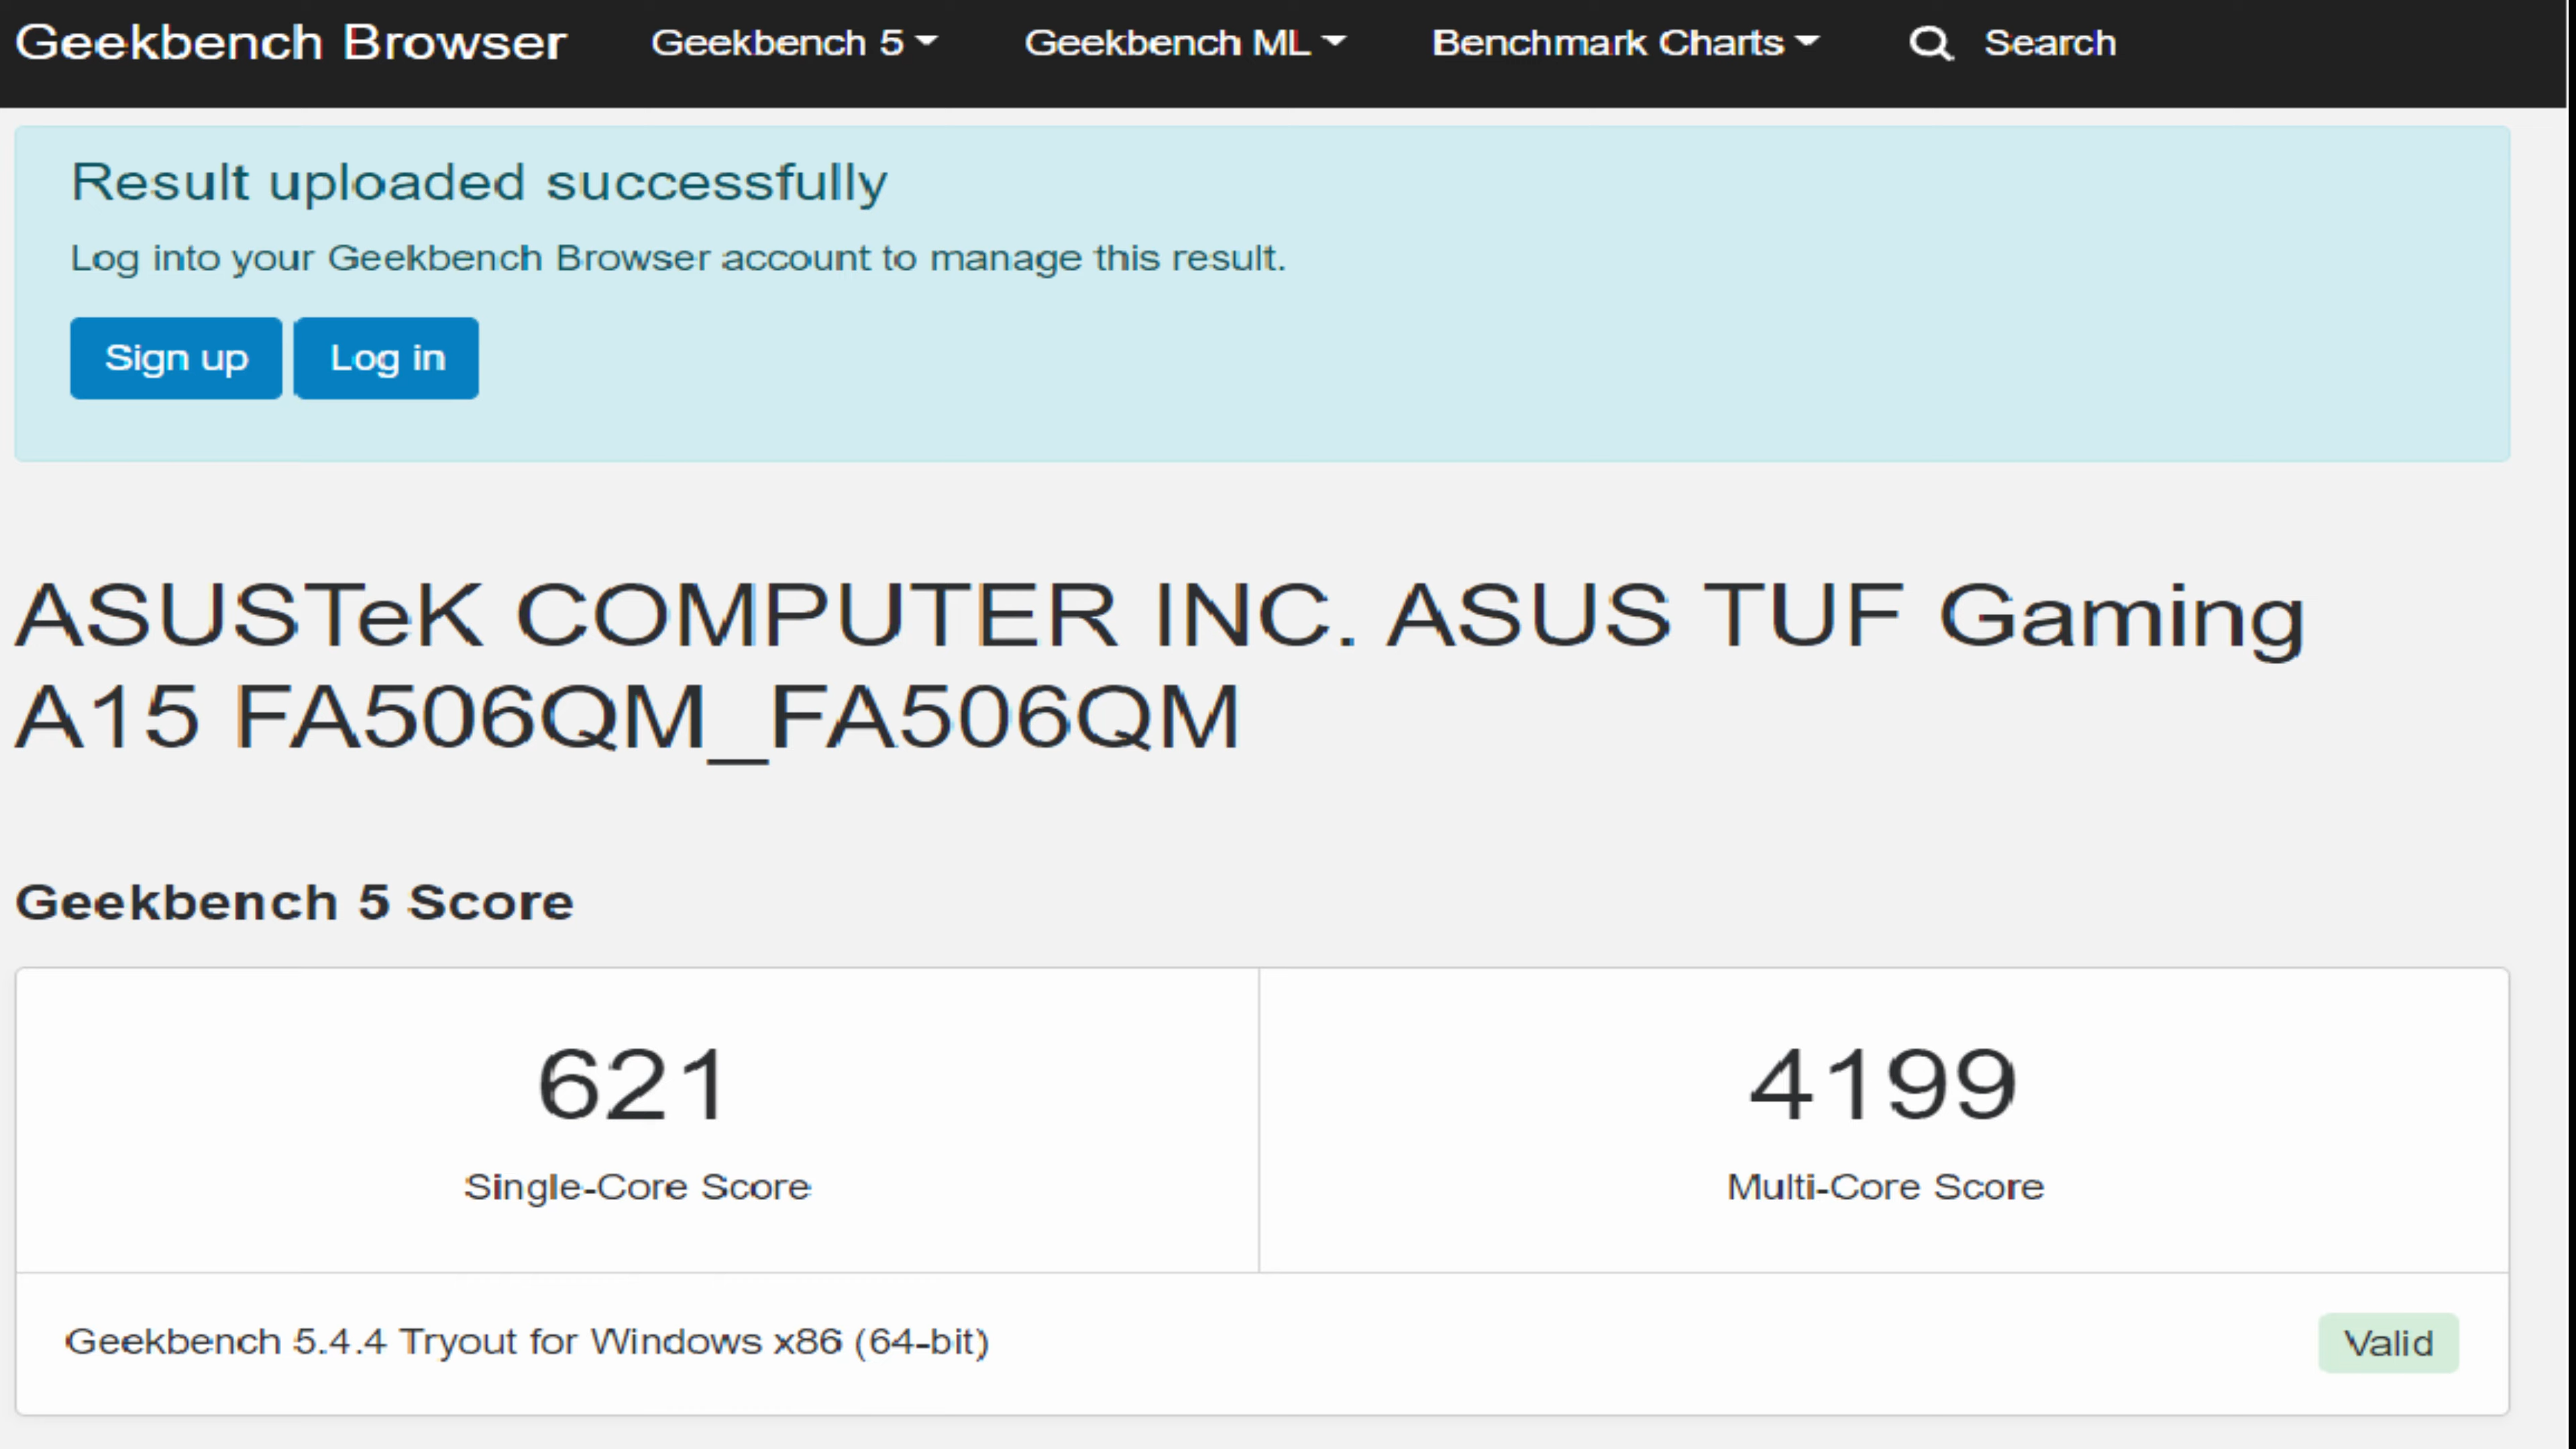 Geekbench Browser Geekbench 5 Geekbench ML Benchmark Charts Search
Result uploaded successfully
Log into your Geekbench Browser account to manage this result.
Sign up Log in
ASUSTeK COMPUTER INC. ASUS TUF Gaming
A15 FA506QM_FA506QM
Geekbench 5 Score
621 4199
Single-Core Score Multi-Core Score
Geekbench 5.4.4 Tryout for Windows x86 (64-bit) Valid